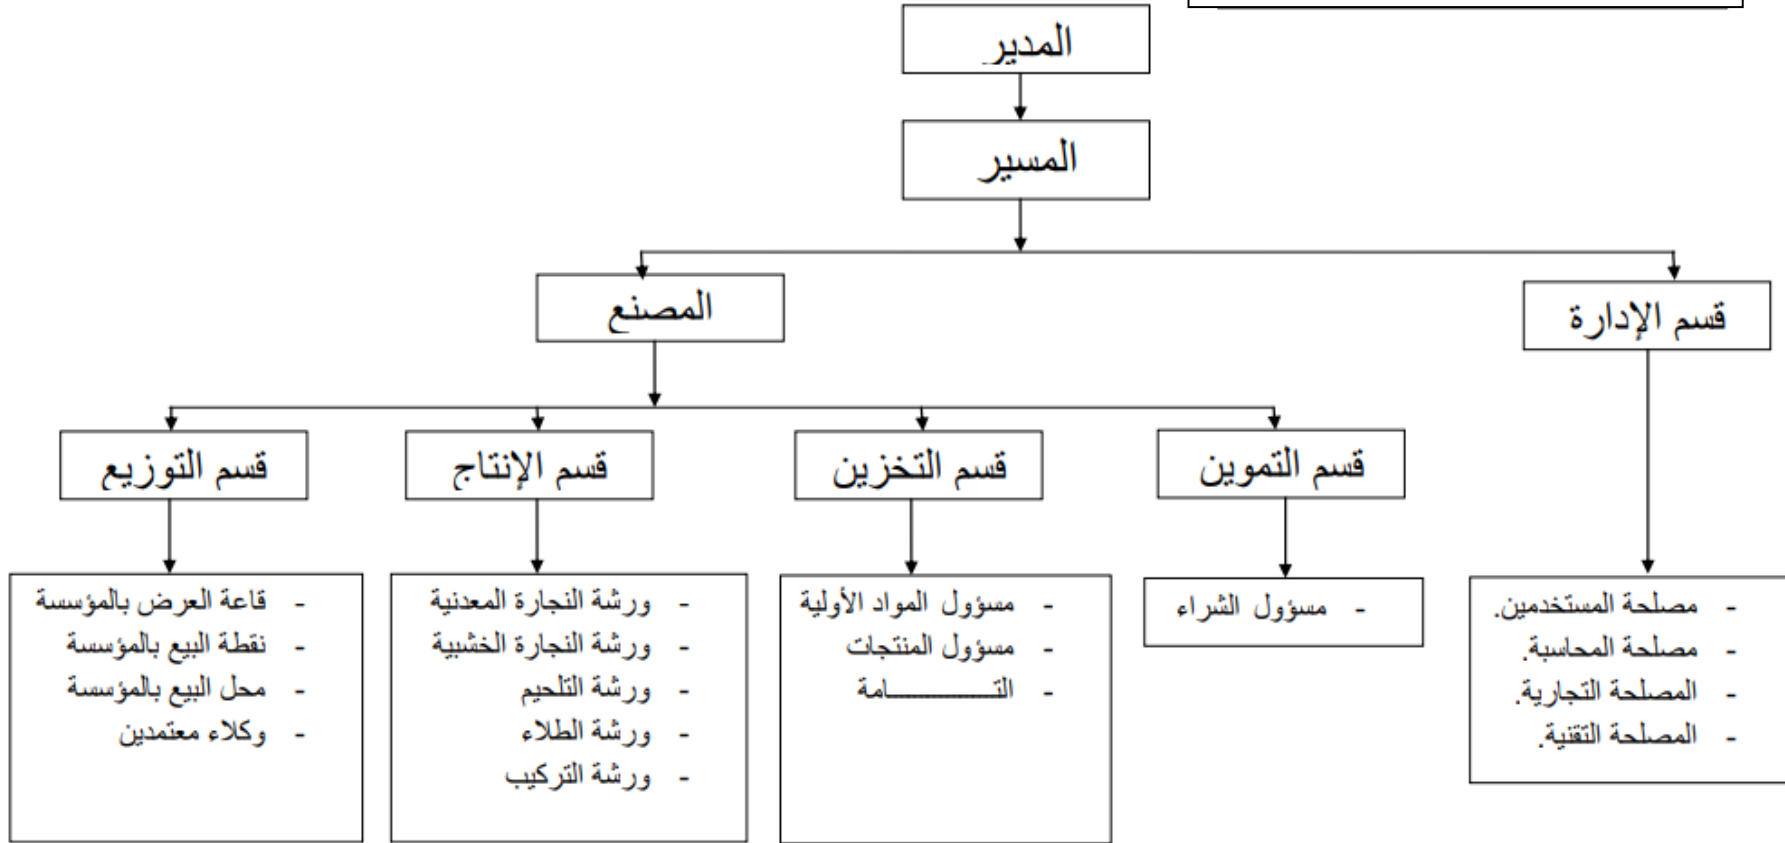 المدير
المسير
قسم الإدارة
المصنع
قسم التموين
قسم التخزين
قسم الإنتاج
قسم التوزيع
- مصلحة المستخدمين.
- مصلحة المحاسبة.
- المصلحة التجارية.
- المصلحة التقنية.
- مسؤول الشراء
- مسؤول المواد الأولية
- مسؤول المنتجات
- التـــــــــــــامة
- ورشة النجارة المعدنية
- ورشة النجارة الخشبية
- ورشة التلحيم
- ورشة الطلاء
- ورشة التركيب
- قاعة العرض بالمؤسسة
- نقطة البيع بالمؤسسة
- محل البيع بالمؤسسة
- وكلاء معتمدين